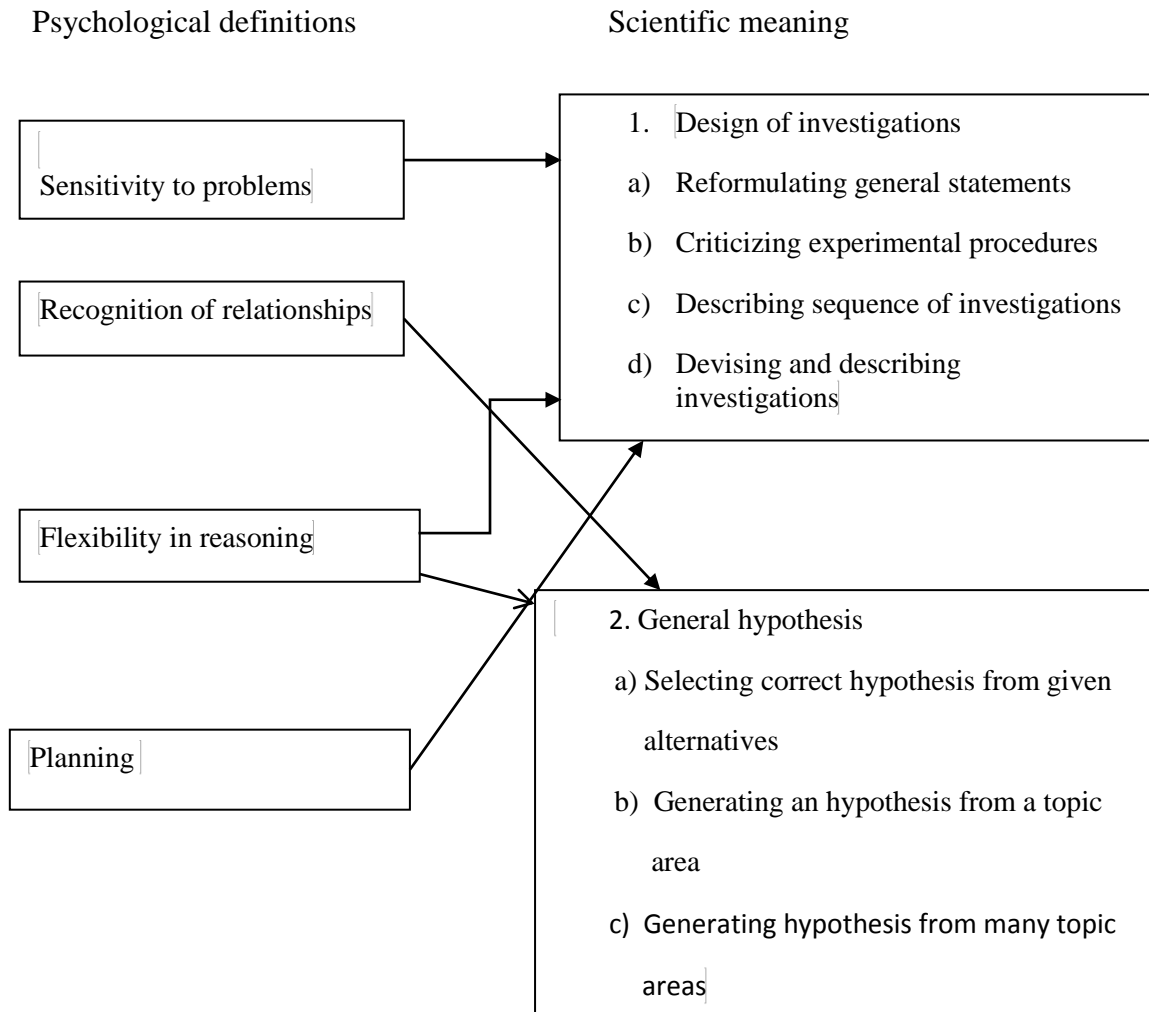 Psychological definitions
Scientific meaning
Sensitivity to problems
Recognition of relationships
Flexibility in reasoning
Planning
1. Design of investigations
a) Reformulating general statements
b) Criticizing experimental procedures
c) Describing sequence of investigations
d) Devising and describing
investigations
2. General hypothesis
a) Selecting correct hypothesis from given
alternatives
b) Generating an hypothesis from a topic
area
c) Generating hypothesis from many topic
areas